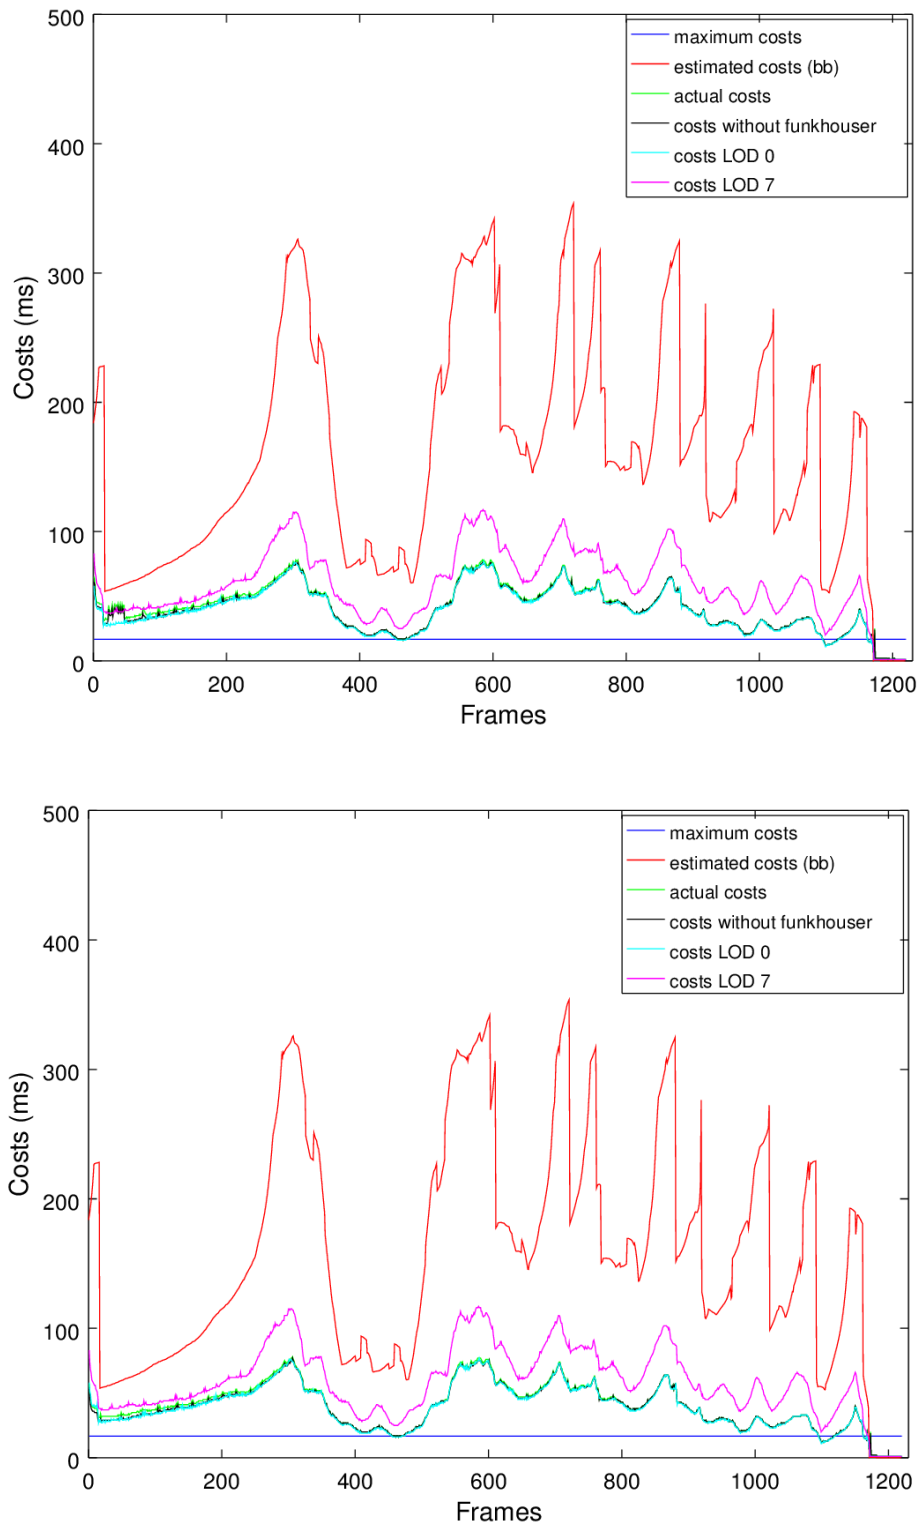 500
400
300
200
100
0
Costs (ms)
maximum costs
estimated costs (bb)
actual costs
costs without funkhouser
costs LOD 0
costs LOD 7
0 200 400 600 800 1000 1200
Frames
500
400
300
200
100
0
Costs (ms)
maximum costs
estimated costs (bb)
actual costs
costs without funkhouser
costs LOD 0
costs LOD 7
0 200 400 600 800 1000 1200
Frames